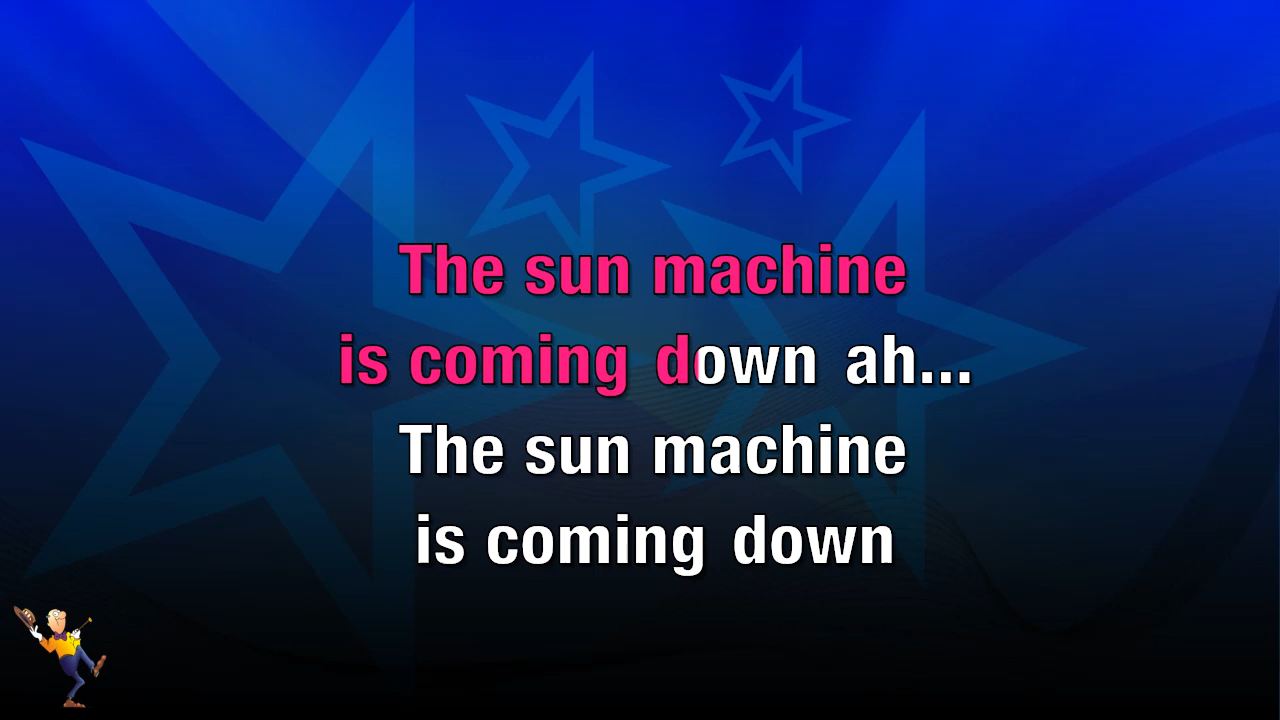 The sun machine
is coming down ah...
The sun machine
is coming down